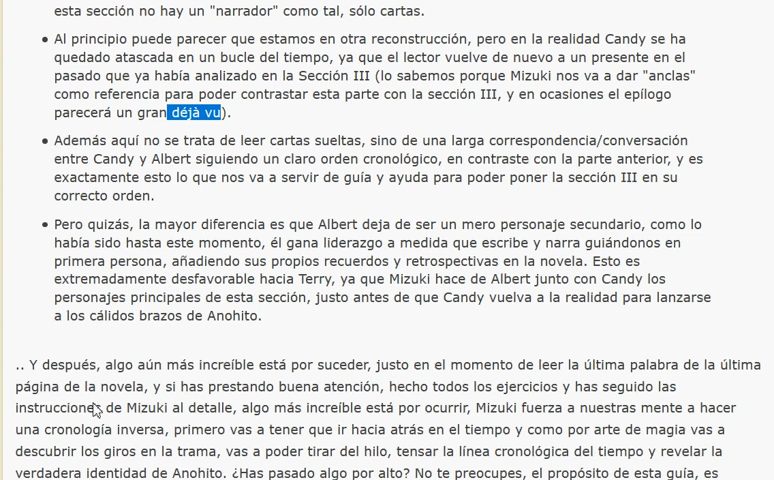 esta sección no hay un "narrador" como tal, sólo cartas.
• Al principio puede parecer que estamos en otra reconstrucción, pero en la realidad Candy se ha
quedado atascada en un bucle del tiempo, ya que el lector vuelve de nuevo a un presente en el
pasado que ya había analizado en la Sección III (lo sabemos porque Mizuki nos va a dar "anclas"
como referencia para poder contrastar esta parte con la sección III, y en ocasiones el epílogo
parecerá un gran déjà vu).
• Además aquí no se trata de leer cartas sueltas, sino de una larga correspondencia/conversación
entre Candy y Albert siguiendo un claro orden cronológico, en contraste con la parte anterior, y es
exactamente esto lo que nos va a servir de guía y ayuda para poder poner la sección III en su
correcto orden.
• Pero quizás, la mayor diferencia es que Albert deja de ser un mero personaje secundario, como lo
había sido hasta este momento, él gana liderazgo a medida que escribe y narra guiándonos en
primera persona, añadiendo sus propios recuerdos y retrospectivas en la novela. Esto es
extremadamente desfavorable hacia Terry, ya que Mizuki hace de Albert junto con Candy los
personajes principales de esta sección, justo antes de que Candy vuelva a la realidad para lanzarse
a los cálidos brazos de Anohito.
.. Y después, algo aún más increíble está por suceder, justo en el momento de leer la última palabra de la última
página de la novela, y si has prestando buena atención, hecho todos los ejercicios y has seguido las
instrucciones de Mizuki al detalle, algo más increíble está por ocurrir, Mizuki fuerza a nuestras mente a hacer
una cronología inversa, primero vas a tener que ir hacia atrás en el tiempo y como por arte de magia vas a
descubrir los giros en la trama, vas a poder tirar del hilo, tensar la línea cronológica del tiempo y revelar la
verdadera identidad de Anohito. ¿Has pasado algo por alto? No te preocupes, el propósito de esta guía, es